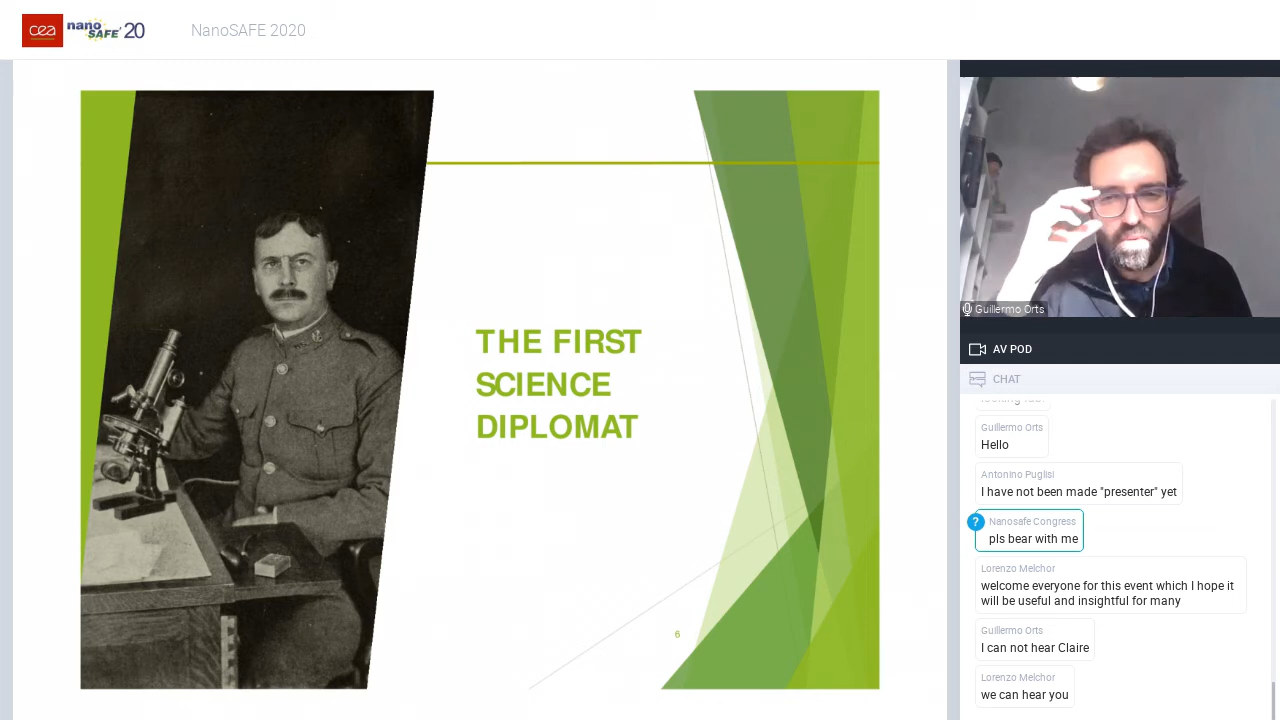 cea nano SAFE 20
NanoSAFE 2020
THE FIRST
SCIENCE
DIPLOMAT
6
Guillermo Orts
AV POD
CHAT
Guillermo Orts
Hello
Antonino Puglisi
I have not been made "presenter" yet
?
Nanosafe Congress
pls bear with me
Lorenzo Melchor
welcome everyone for this event which I hope it
will be useful and insightful for many
Guillermo Orts
I can not hear Claire
Lorenzo Melchor
we can hear you